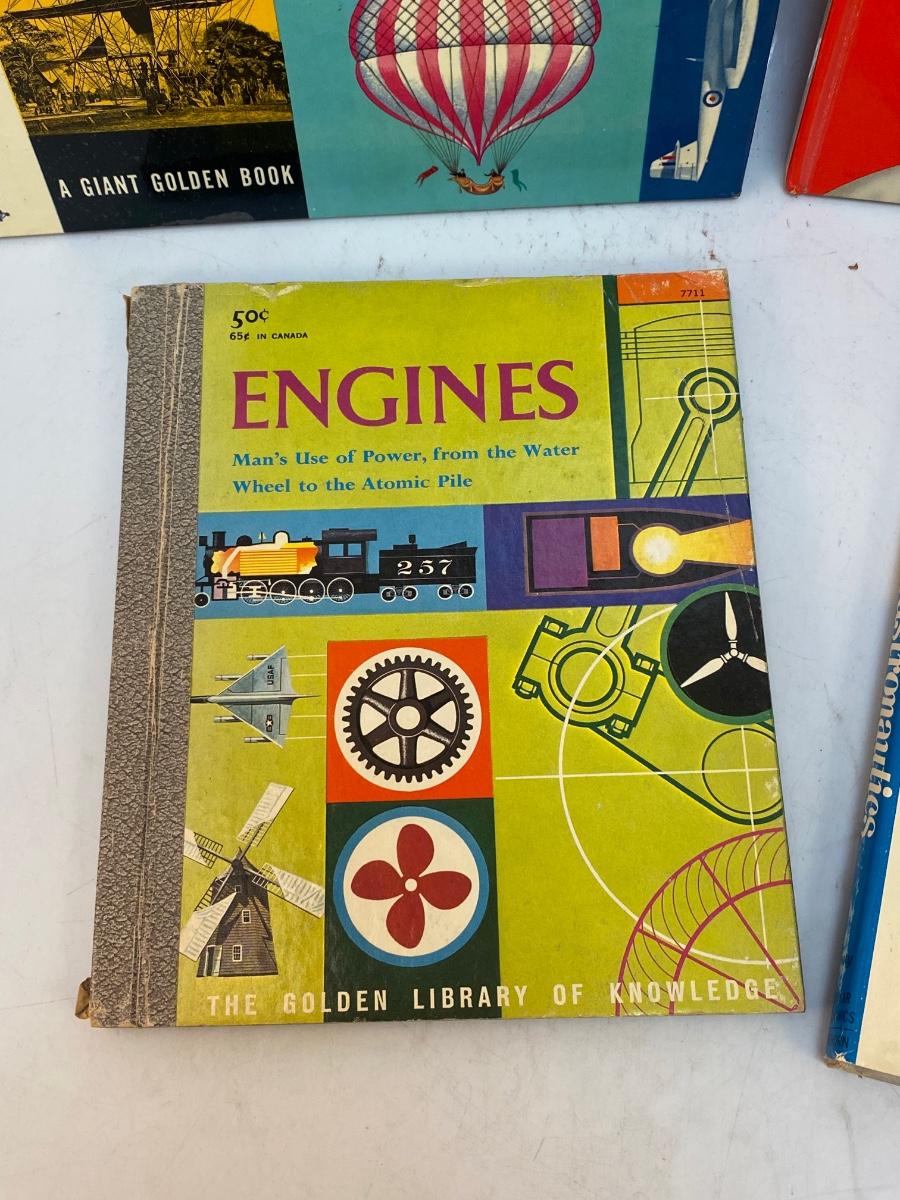 A GIANT GOLDEN BOOK
50¢
65¢ IN CANADA
7711
ENGINES
Man's Use of Power, from the Water
Wheel to the Atomic Pile
257
USAF
THE GOLDEN LIBRARY OF KNOWLEDGE